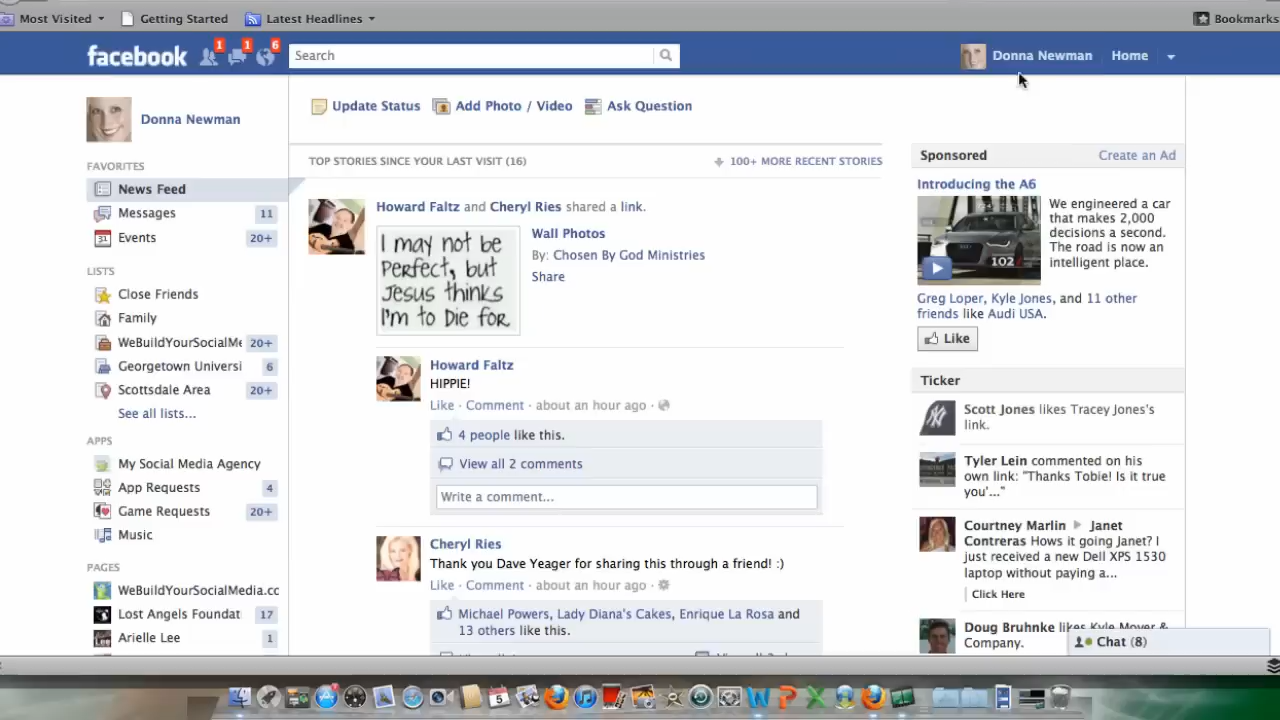 Most Visited
Getting Started
Latest Headlines
Bookmarks
facebook
1
1
6
Search
Donna Newman
Home
Donna Newman
Update Status
Add Photo / Video
Ask Question
FAVORITES
News Feed
Messages 11
Events 20+
LISTS
Close Friends
Family
WeBuildYourSocialMe 20+
Georgetown Universi 6
Scottsdale Area 20+
See all lists...
APPS
My Social Media Agency
App Requests 4
Game Requests 20+
Music
PAGES
WeBuildYourSocialMedia.co
Lost Angels Foundat 17
Arielle Lee 1
TOP STORIES SINCE YOUR LAST VISIT (16)
100+ MORE RECENT STORIES
Howard Faltz and Cheryl Ries shared a link.
I may not be
Perfect, but
Jesus thinks
I'm to Die for
Wall Photos
By: Chosen By God Ministries
Share
Howard Faltz
HIPPIE!
Like · Comment · about an hour ago ·
4 people like this.
View all 2 comments
Write a comment...
Cheryl Ries
Thank you Dave Yeager for sharing this through a friend! :)
Like · Comment · about an hour ago ·
Michael Powers, Lady Diana's Cakes, Enrique La Rosa and
13 others like this.
Sponsored
Create an Ad
Introducing the A6
102
We engineered a car
that makes 2,000
decisions a second.
The road is now an
intelligent place.
Greg Loper, Kyle Jones, and 11 other
friends like Audi USA.
Like
Ticker
Scott Jones likes Tracey Jones's
link.
Tyler Lein commented on his
own link: "Thanks Tobie! Is it true
you'..."
Courtney Marlin ▶ Janet
Contreras Hows it going Janet? I
just received a new Dell XPS 1530
laptop without paying a...
Click Here
Doug Bruhnke likes Kyle Moyer &
Company.
Chat (8)
5